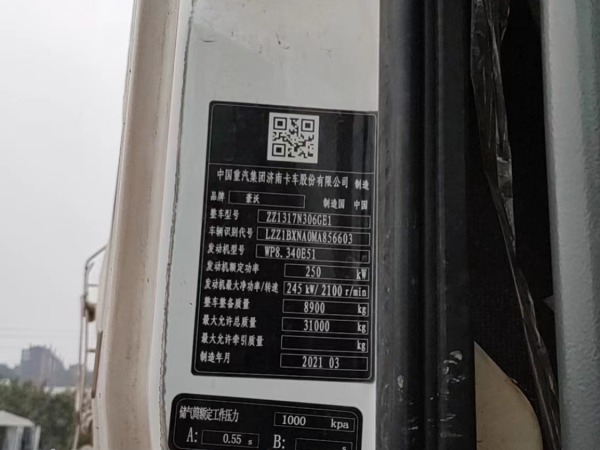 中国重汽集团济南卡车股份有限公司 制造
品牌 豪沃 制造国 中国
整车型号 ZZ1317N306GE1
车辆识别代号 LZZ1BXNA0MA856603
发动机型号 WP8.340E51
发动机额定功率 250 kW
发动机最大净功率/转速 245 kW/ 2100 r/min
整车整备质量 8900 kg
最大允许总质量 31000 kg
最大允许牵引质量 kg
制造年月 2021 03
储气筒额定工作压力 1000 kpa
A: 0.55 s B: s